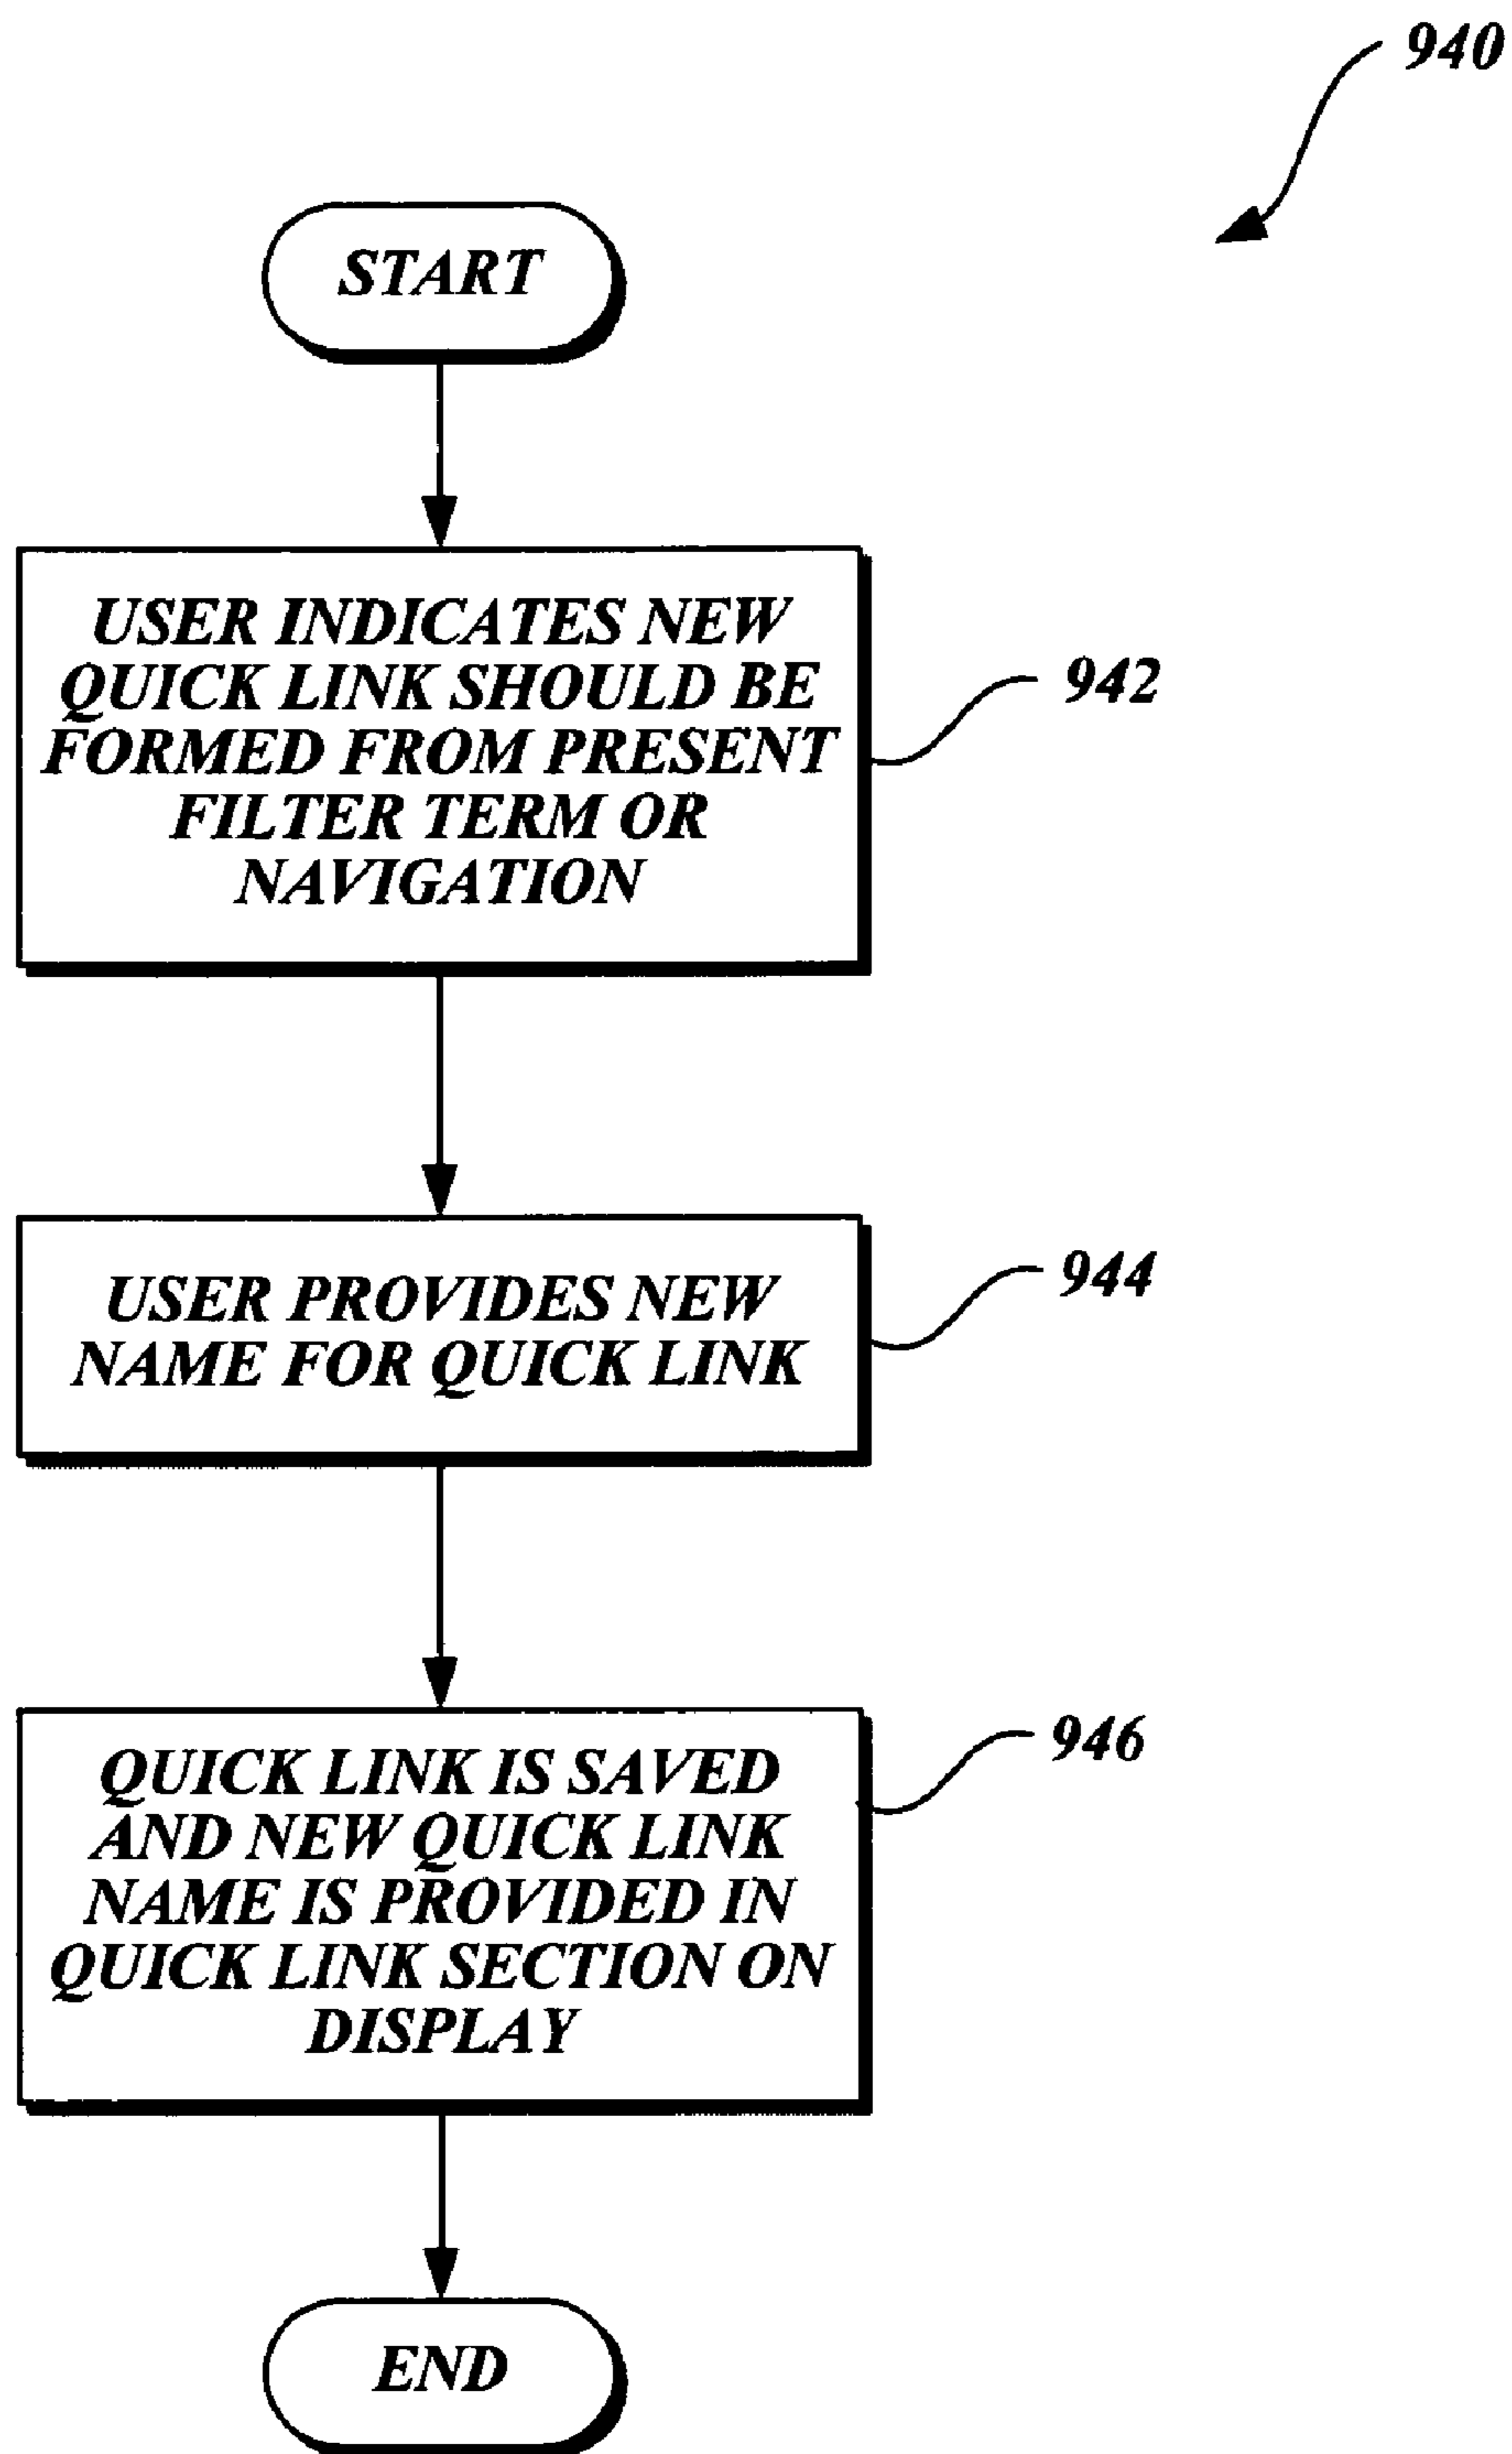 940
START
USER INDICATES NEW
QUICK LINK SHOULD BE
FORMED FROM PRESENT
FILTER TERM OR
NAVIGATION
942
USER PROVIDES NEW
NAME FOR QUICK LINK
944
QUICK LINK IS SAVED
AND NEW QUICK LINK
NAME IS PROVIDED IN
QUICK LINK SECTION ON
DISPLAY
946
END